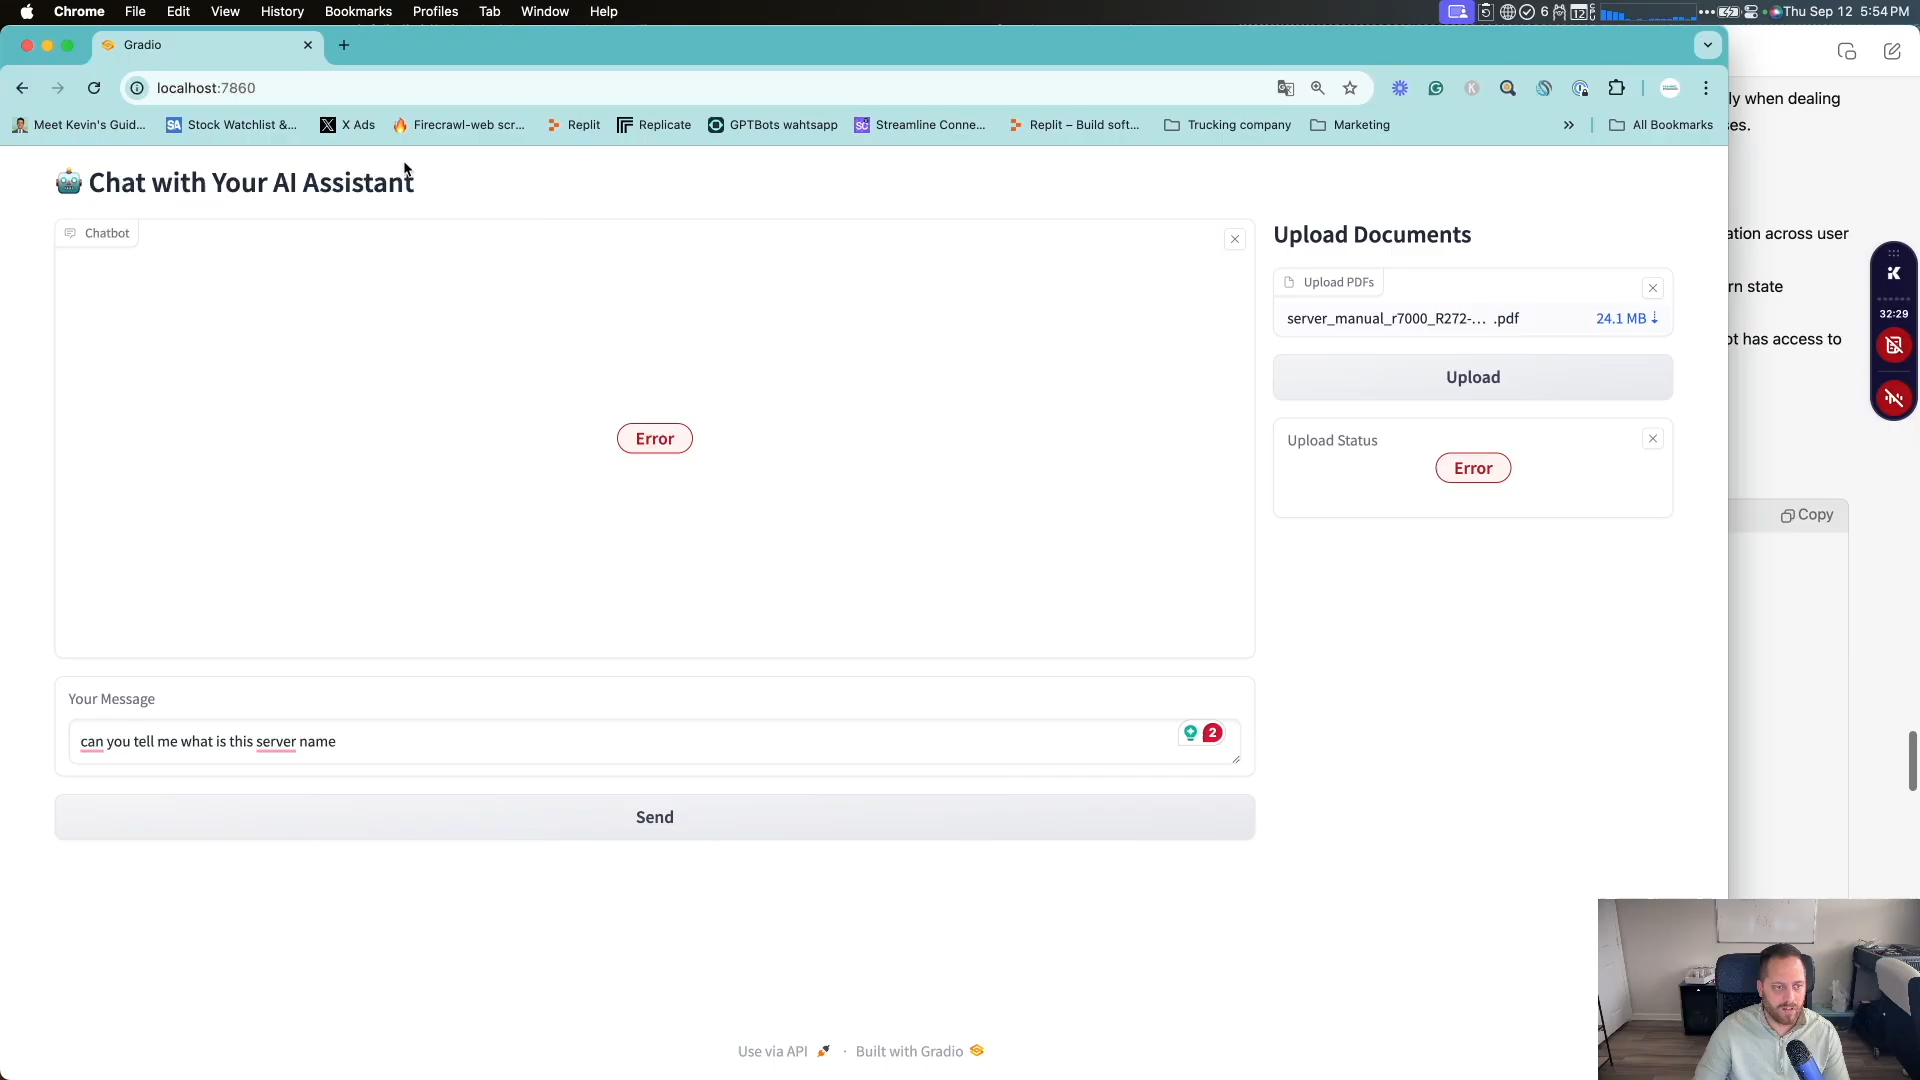 Chrome File Edit View History Bookmarks Profiles Tab Window Help
6
12
Thu Sep 12 5:54 PM
Gradio
localhost:7860
Meet Kevin's Guid...
Stock Watchlist &...
X Ads
Firecrawl-web scr...
Replit
Replicate
GPTBots wahtsapp
Streamline Conne...
Replit – Build soft...
Trucking company
Marketing
All Bookmarks
Chat with Your AI Assistant
Chatbot
Error
Your Message
can you tell me what is this server name
2
Send
Upload Documents
Upload PDFs
server_manual_r7000_R272-... .pdf
24.1 MB
Upload
Upload Status
Error
Use via API · Built with Gradio
ly when dealing
es.
ation across user
rn state
ot has access to
Copy
32:29